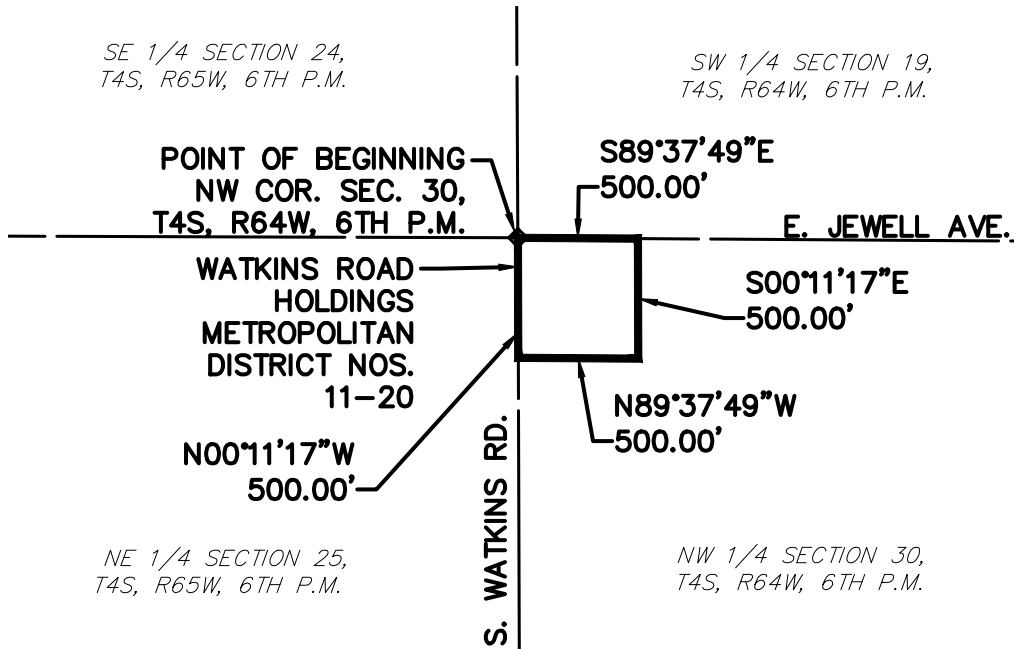 SE 1/4 SECTION 24,
T4S, R65W, 6TH P.M.
SW 1/4 SECTION 19,
T4S, R64W, 6TH P.M.
POINT OF BEGINNING
NW COR. SEC. 30,
T4S, R64W, 6TH P.M.
S89°37'49"E
500.00'
E. JEWELL AVE.
WATKINS ROAD
HOLDINGS
METROPOLITAN
DISTRICT NOS.
11-20
S00°11'17"E
500.00'
N89°37'49"W
500.00'
N00°11'17"W
500.00'
S. WATKINS RD.
NE 1/4 SECTION 25,
T4S, R65W, 6TH P.M.
NW 1/4 SECTION 30,
T4S, R64W, 6TH P.M.